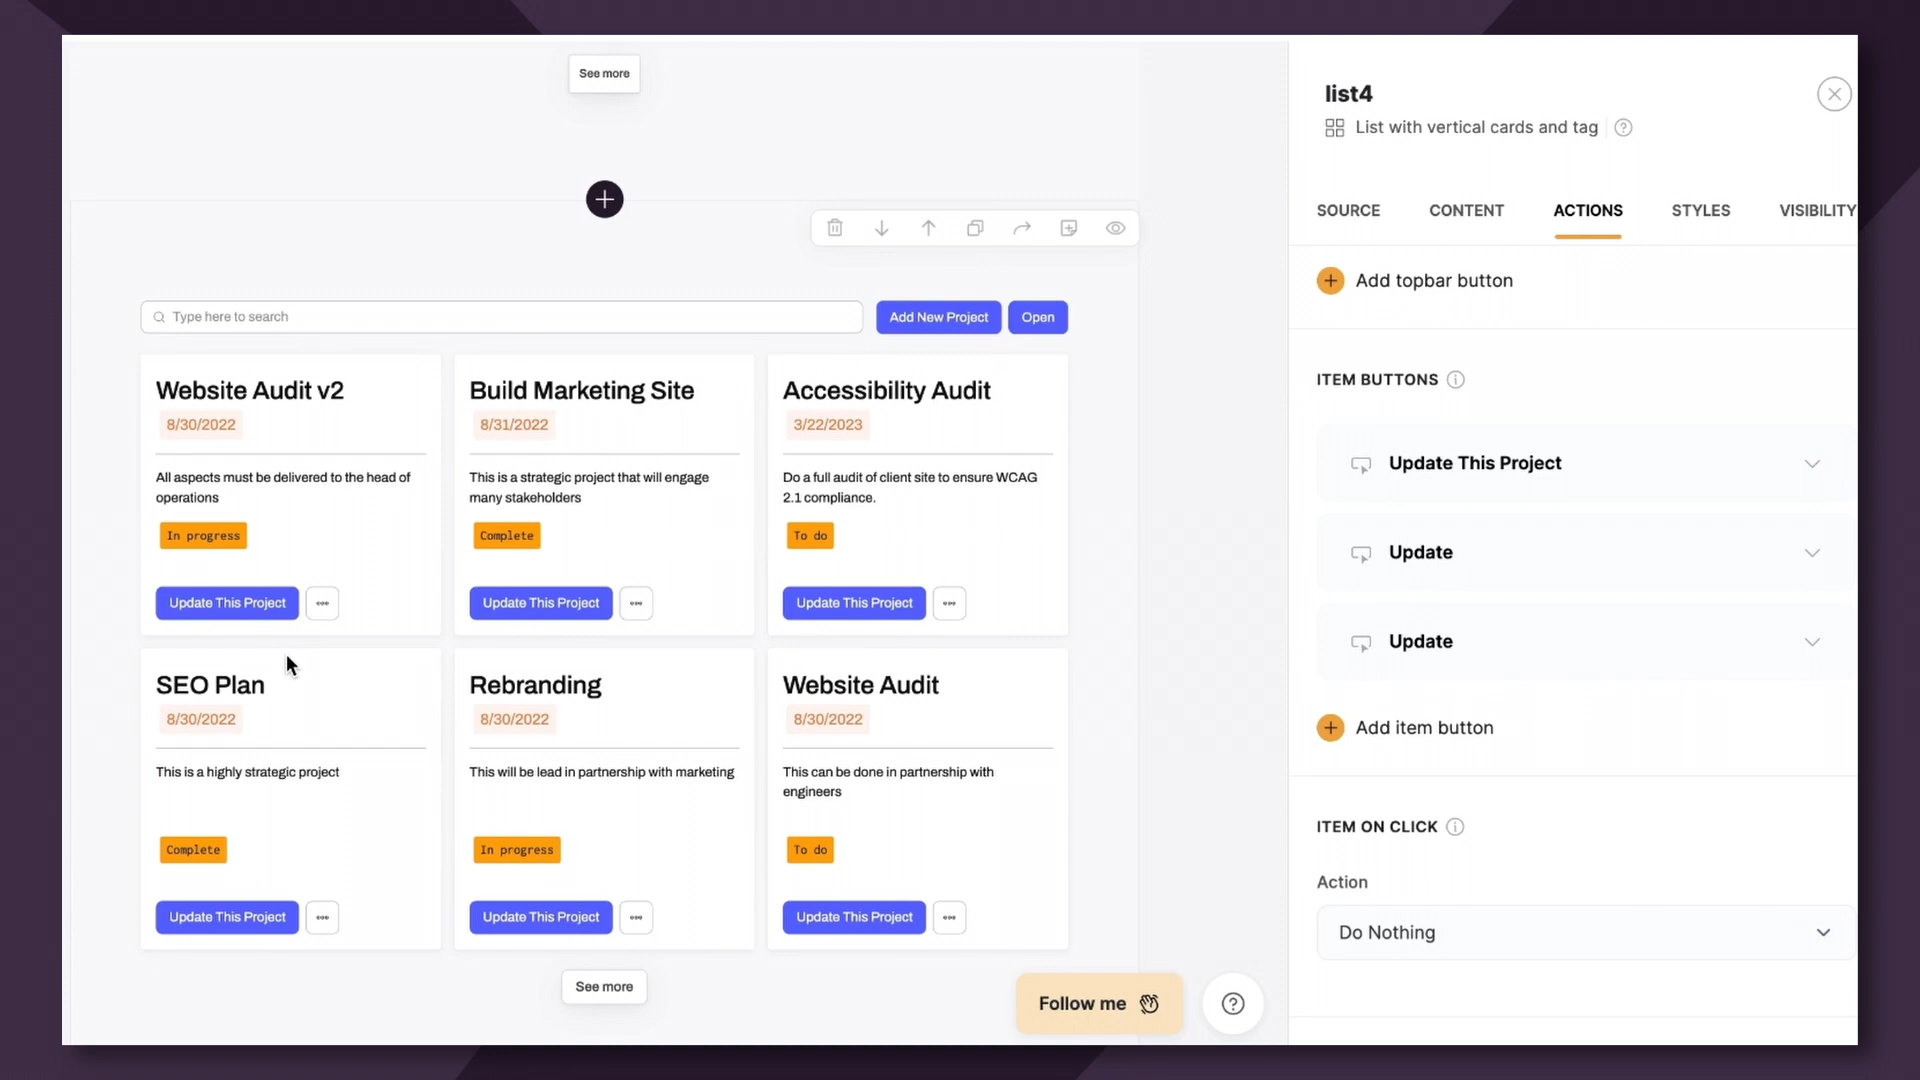 See more
Type here to search
Add New Project
Open
Website Audit v2
8/30/2022
All aspects must be delivered to the head of
operations
In progress
Update This Project
Build Marketing Site
8/31/2022
This is a strategic project that will engage
many stakeholders
Complete
Update This Project
Accessibility Audit
3/22/2023
Do a full audit of client site to ensure WCAG
2.1 compliance.
To do
Update This Project
SEO Plan
8/30/2022
This is a highly strategic project
Complete
Update This Project
Rebranding
8/30/2022
This will be lead in partnership with marketing
In progress
Update This Project
Website Audit
8/30/2022
This can be done in partnership with
engineers
To do
Update This Project
See more
Follow me
list4
List with vertical cards and tag
SOURCE CONTENT ACTIONS STYLES VISIBILITY
Add topbar button
ITEM BUTTONS
Update This Project
Update
Update
Add item button
ITEM ON CLICK
Action
Do Nothing